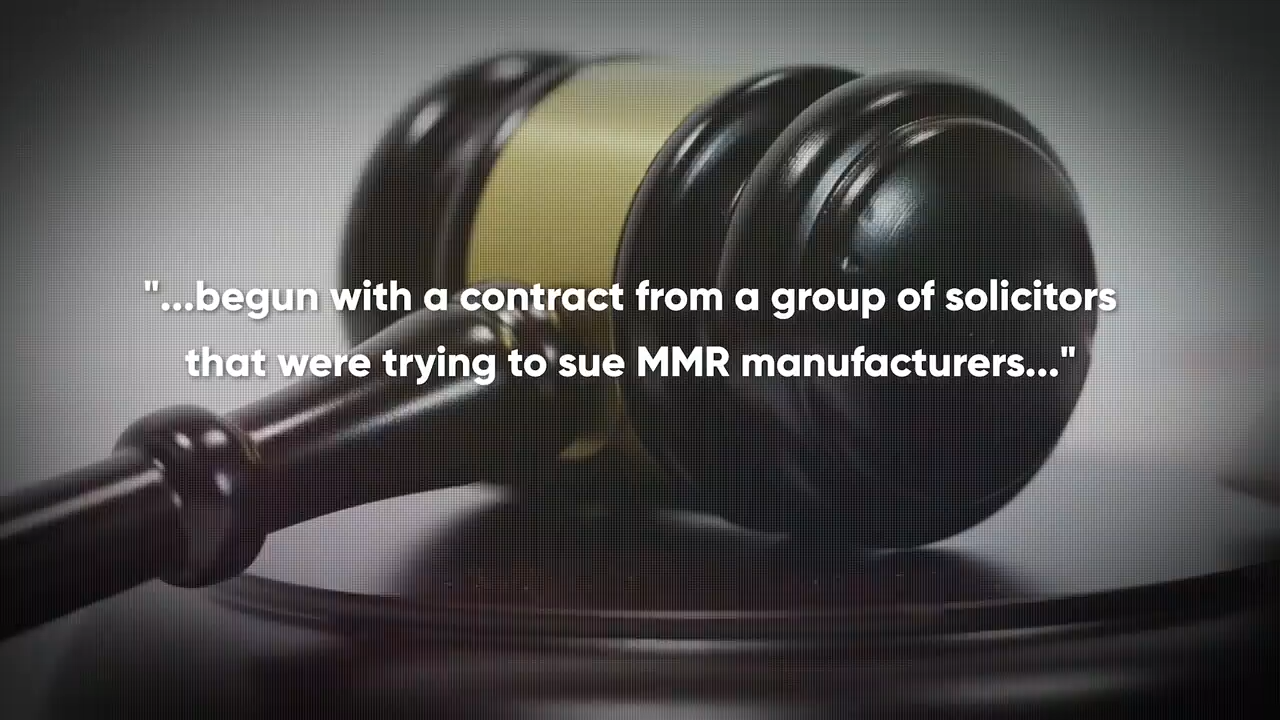 "...begun with a contract from a group of solicitors
that were trying to sue MMR manufacturers..."